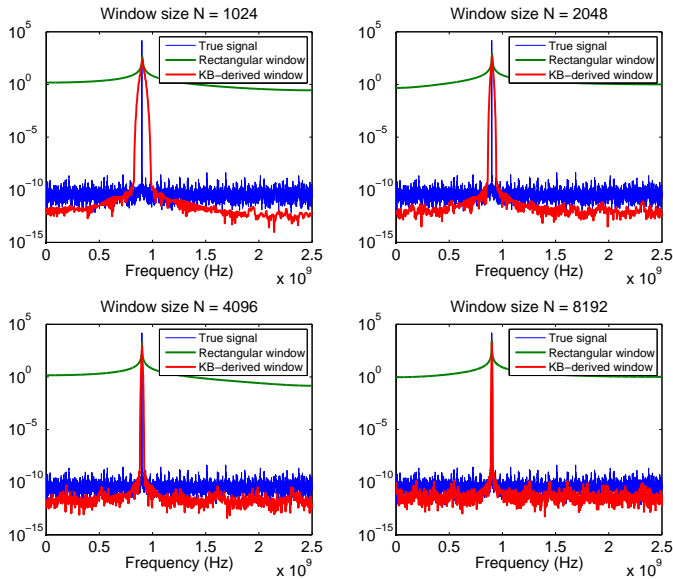 Window size N = 1024
10^5
10^0
10^−5
10^−10
10^−15
True signal
Rectangular window
KB−derived window
0 0.5 1 1.5 2 2.5
Frequency (Hz)
x 10^9
Window size N = 2048
10^5
10^0
10^−5
10^−10
10^−15
True signal
Rectangular window
KB−derived window
0 0.5 1 1.5 2 2.5
Frequency (Hz)
x 10^9
Window size N = 4096
10^5
10^0
10^−5
10^−10
10^−15
True signal
Rectangular window
KB−derived window
0 0.5 1 1.5 2 2.5
Frequency (Hz)
x 10^9
Window size N = 8192
10^5
10^0
10^−5
10^−10
10^−15
True signal
Rectangular window
KB−derived window
0 0.5 1 1.5 2 2.5
Frequency (Hz)
x 10^9